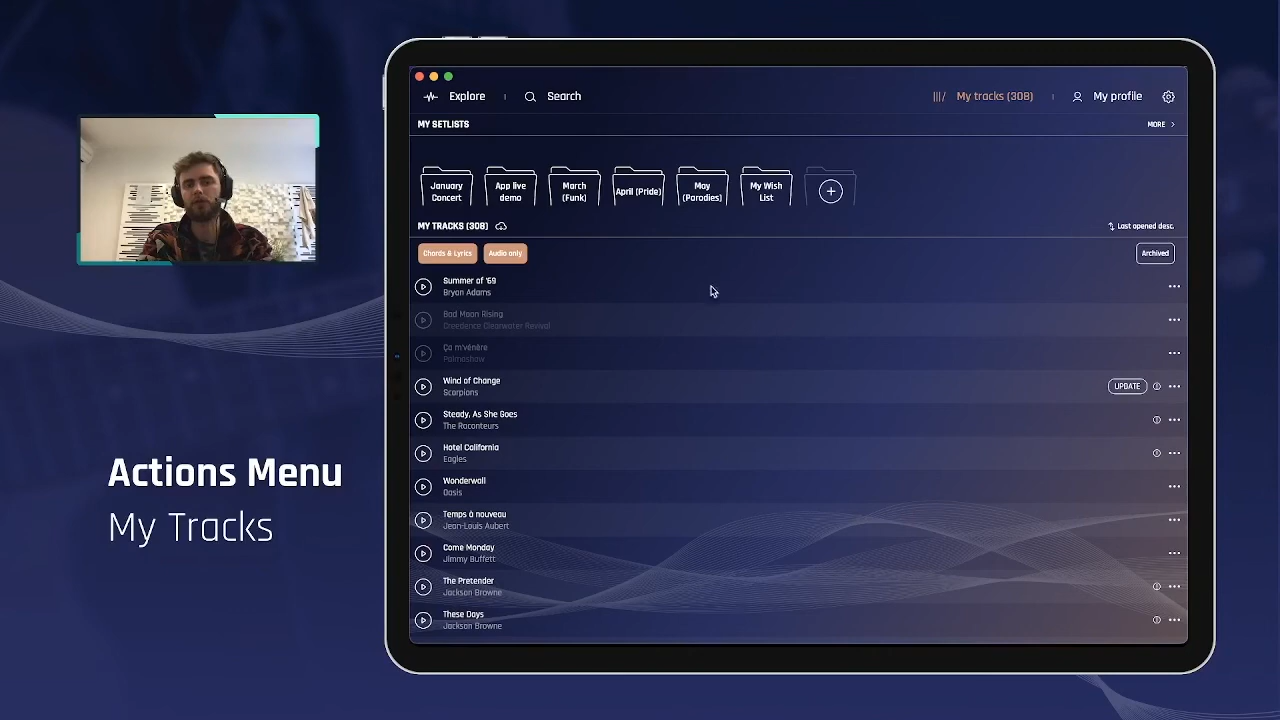 Explore
Search
My tracks (308)
My profile
MY SETLISTS
MORE >
January
Concert
App live
demo
March
(Funk)
April (Pride)
May
(Parodies)
My Wish
List
MY TRACKS (308)
Last opened desc.
Chords & Lyrics
Audio only
Archived
Summer of '69
Bryan Adams
Bad Moon Rising
Creedence Clearwater Revival
Ça m'vénère
Palmashow
Wind of Change
Scorpions
UPDATE
Steady, As She Goes
The Raconteurs
Hotel California
Eagles
Wonderwall
Oasis
Temps à nouveau
Jean-Louis Aubert
Come Monday
Jimmy Buffett
The Pretender
Jackson Browne
These Days
Jackson Browne
Actions Menu
My Tracks